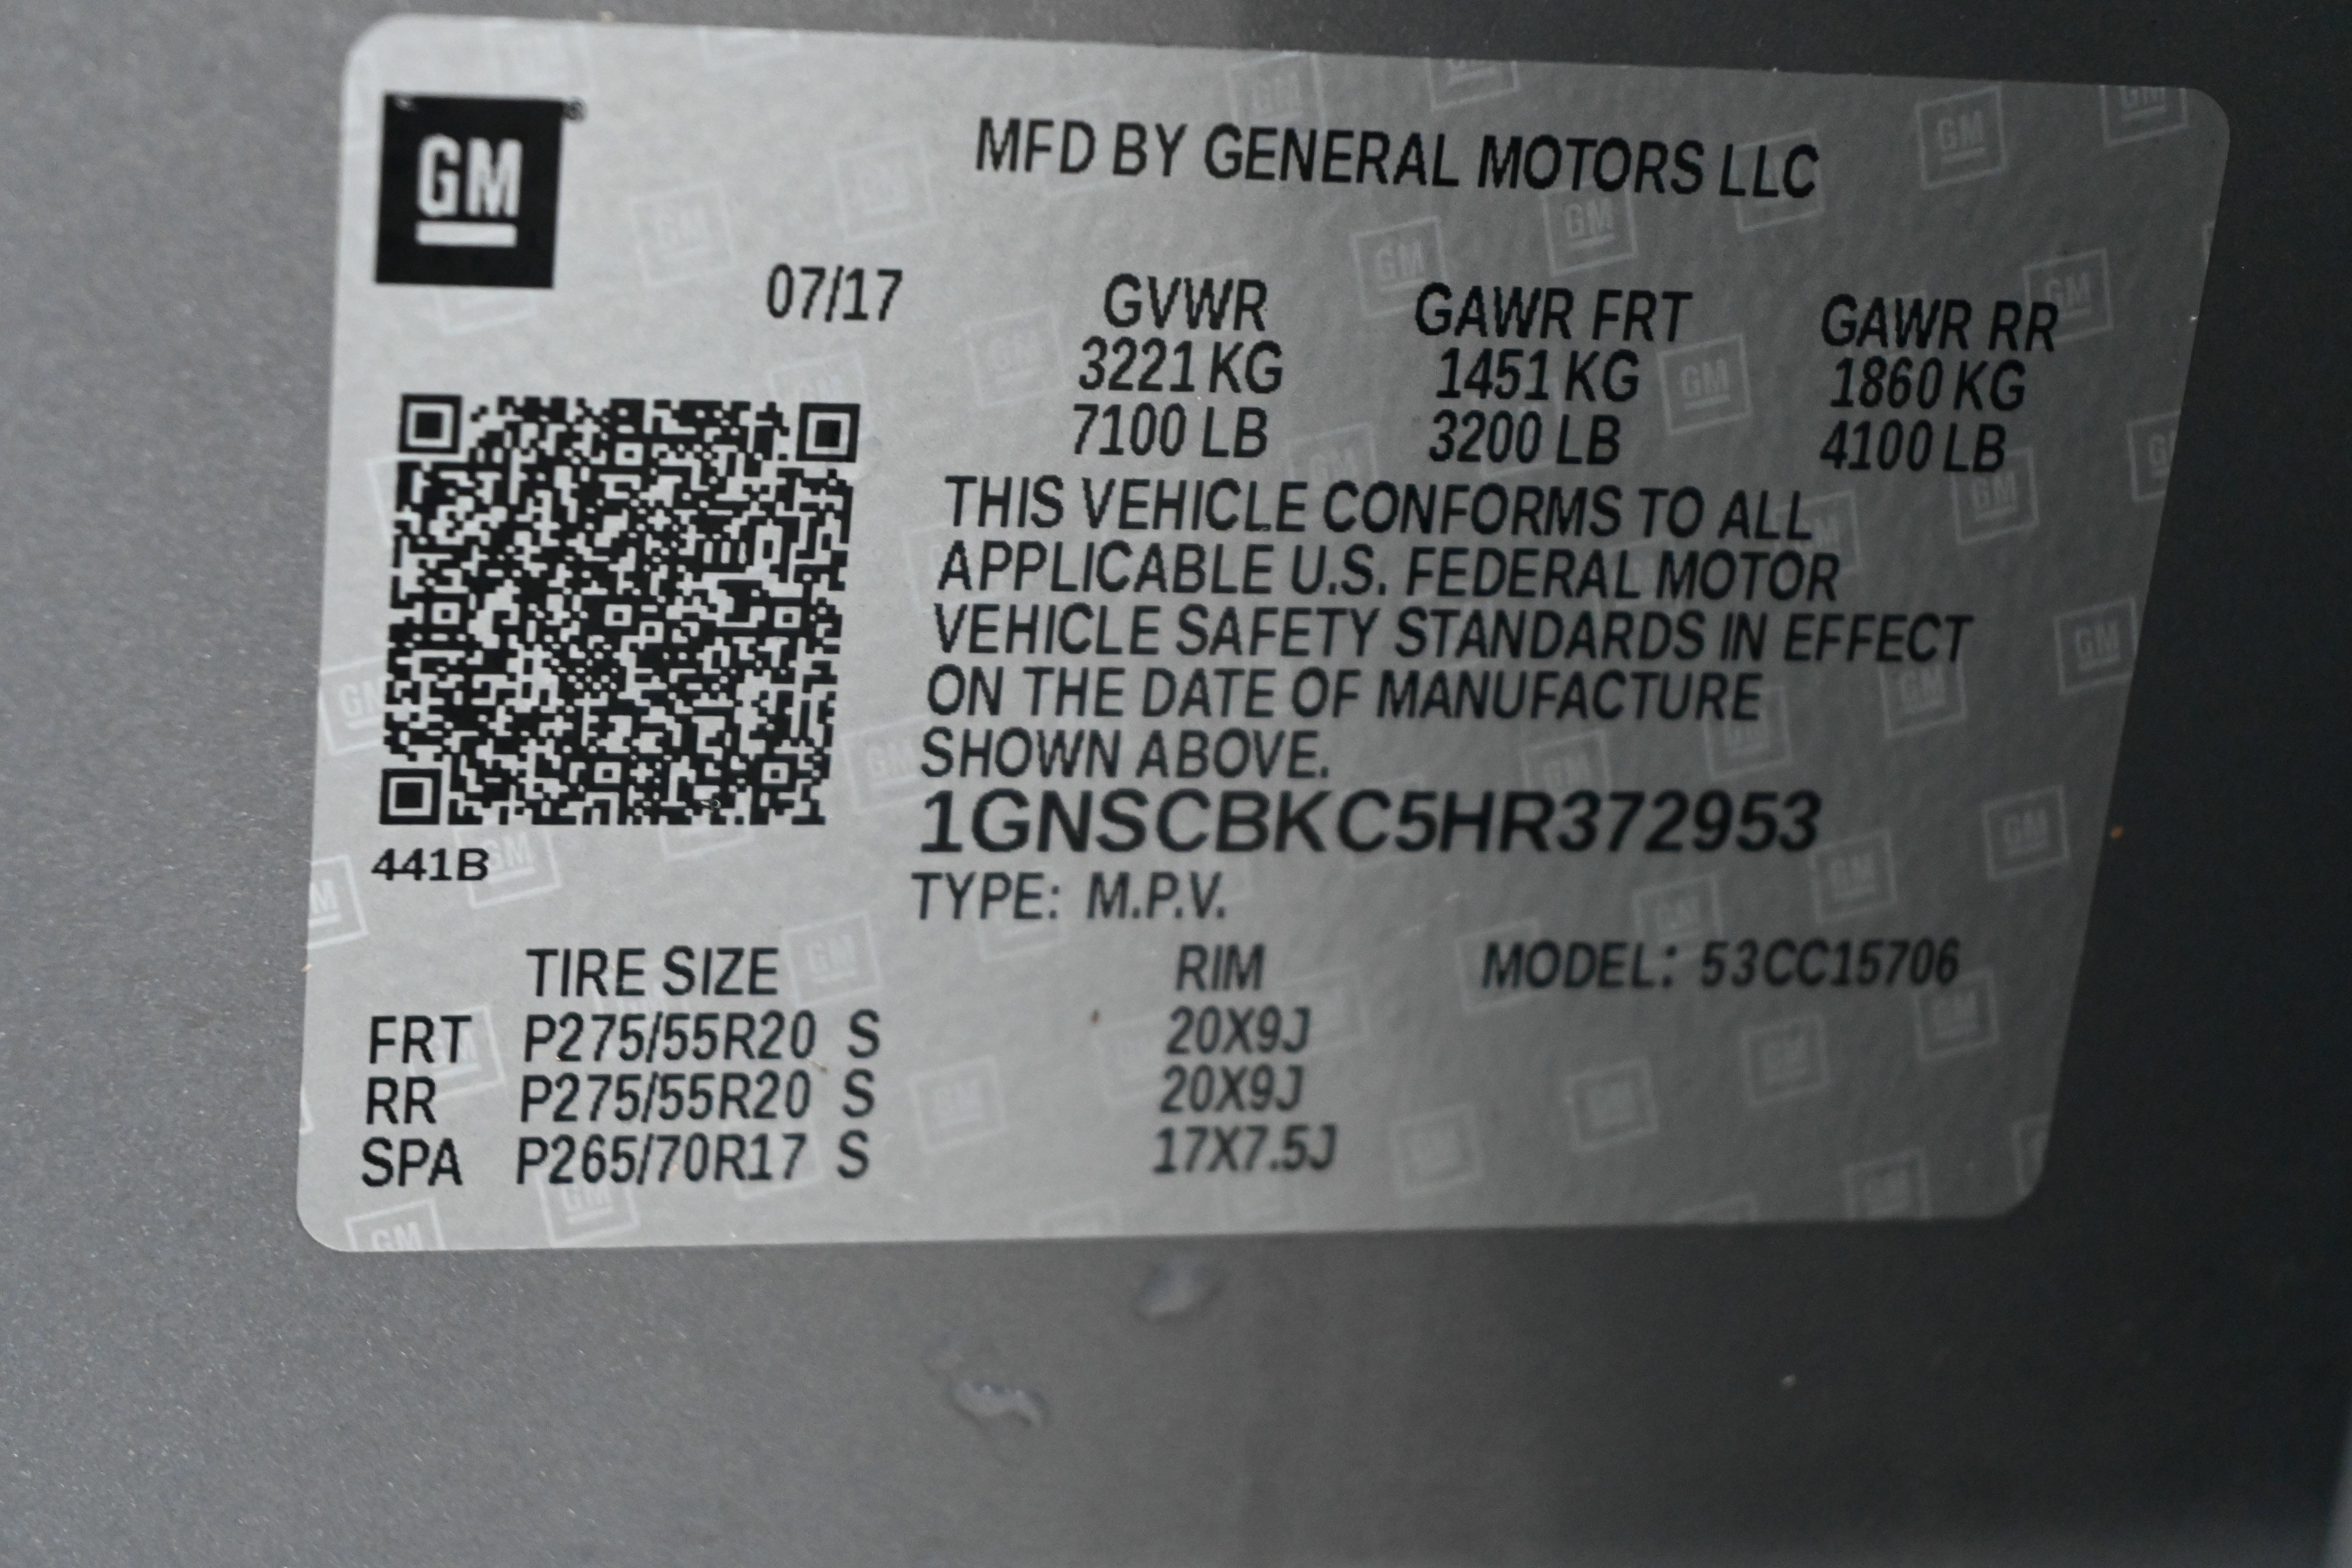 GM
MFD BY GENERAL MOTORS LLC
07/17 GVWR GAWR FRT GAWR RR
3221 KG 1451 KG 1860 KG
7100 LB 3200 LB 4100 LB
THIS VEHICLE CONFORMS TO ALL
APPLICABLE U.S. FEDERAL MOTOR
VEHICLE SAFETY STANDARDS IN EFFECT
ON THE DATE OF MANUFACTURE
SHOWN ABOVE.
1GNSCBKC5HR372953
441B
TYPE: M.P.V.
TIRE SIZE RIM MODEL: 53CC15706
FRT P275/55R20 S 20X9J
RR P275/55R20 S 20X9J
SPA P265/70R17 S 17X7.5J